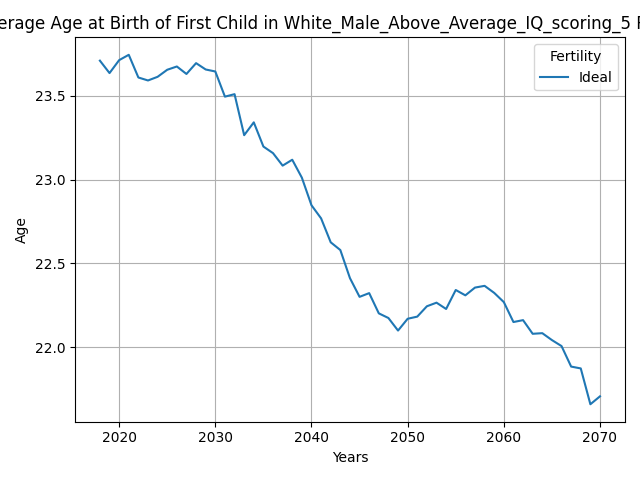 erage Age at Birth of First Child in White_Male_Above_Average_IQ_scoring_5
Fertility
Ideal
23.5
23.0
22.5
22.0
Age
2020 2030 2040 2050 2060 2070
Years